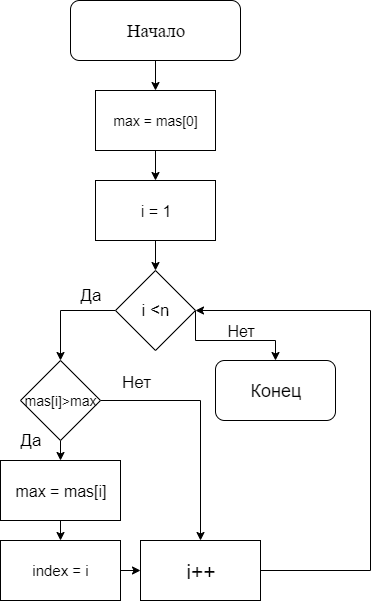 Начало
max = mas[0]
i = 1
i <n
Да
Нет
Конец
mas[i]>max
Нет
Да
max = mas[i]
index = i
i++